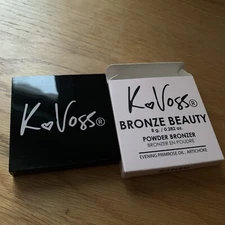 K♥Voss®
K♥Voss®
BRONZE BEAUTY
8 g. / 0.282 oz.
POWDER BRONZER
BRONZER EN POUDRE
EVENING PRIMROSE OIL - ARTICHOKE